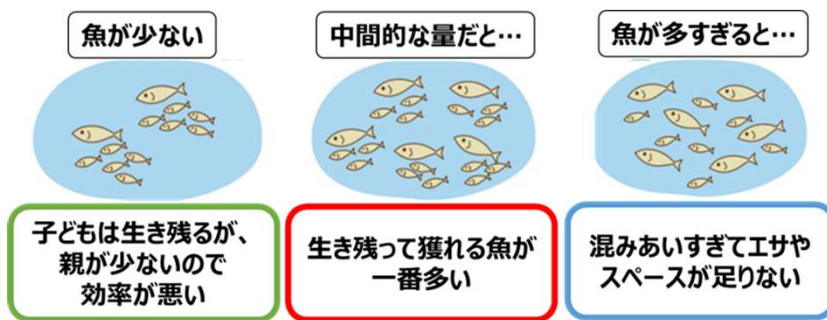 魚が少ない
中間的な量だと…
魚が多すぎると…
子どもは生き残るが、
親が少ないので
効率が悪い
生き残って獲れる魚が
一番多い
混みあいすぎてエサや
スペースが足りない